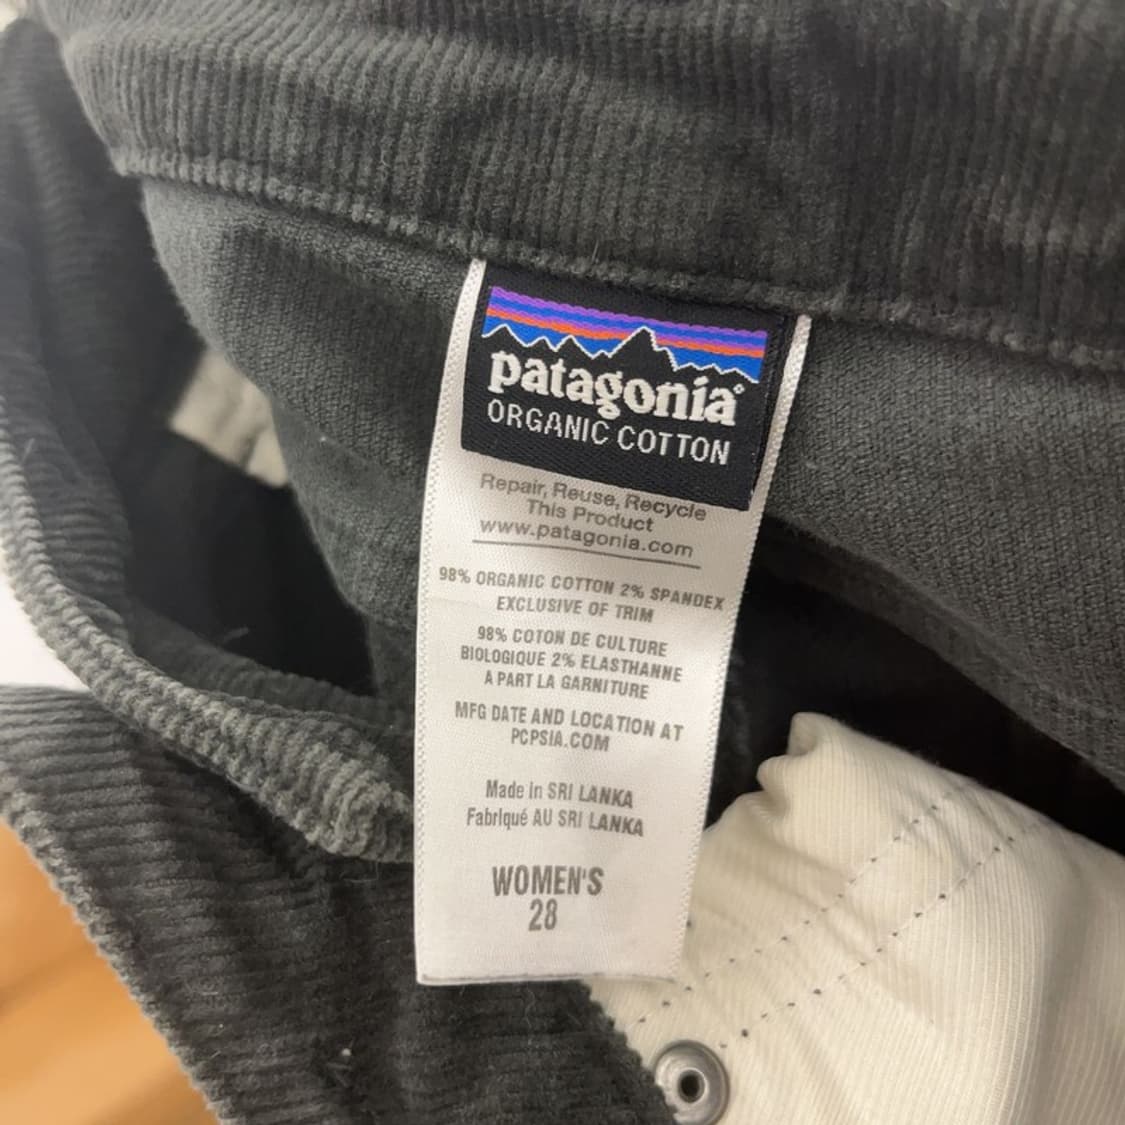 patagonia®
ORGANIC COTTON
Repair, Reuse, Recycle
This Product
www.patagonia.com
98% ORGANIC COTTON 2% SPANDEX
EXCLUSIVE OF TRIM
98% COTON DE CULTURE
BIOLOGIQUE 2% ELASTHANNE
À PART LA GARNITURE
MFG DATE AND LOCATION AT
PCPSIA.COM
Made in SRI LANKA
Fabriqué AU SRI LANKA
WOMEN'S
28